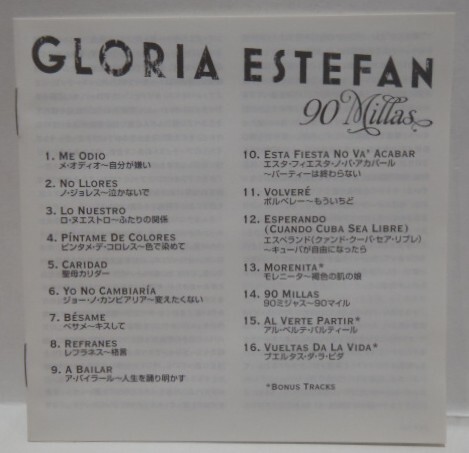 GLORIA ESTEFAN
90 Millas
1. ME ODIO
メ・オディオ〜自分が嫌い
2. NO LLORES
ノ・ジョレス〜泣かないで
3. LO NUESTRO
ロ・ヌエストロ〜ふたりの関係
4. PÍNTAME DE COLORES
ピンタメ・デ・コロレス〜色で染めて
5. CARIDAD
聖母カリダー
6. YO NO CAMBIARÍA
ジョー・ノ・カンビアリア〜変えたくない
7. BÉSAME
ベサメ〜キスして
8. REFRANES
レフラネス〜格言
9. A BAILAR
ア・バイラール〜人生を踊り明かす
10. ESTA FIESTA NO VA' ACABAR
エスタ・フィエスタ・ノ・バ・アカバール
〜パーティーは終わらない
11. VOLVERÉ
ボルベレー〜もういちど
12. ESPERANDO
(CUANDO CUBA SEA LIBRE)
エスペランド(クァンド・クーバ・セア・リブレ)
〜キューバが自由になったら
13. MORENITA*
モレニータ〜褐色の肌の娘
14. 90 MILLAS
90ミジャス〜90マイル
15. AL VERTE PARTIR*
アル・ベルテ・パルティール
16. VUELTAS DA LA VIDA*
ブエルタス・ダ・ラ・ビダ
*BONUS TRACKS